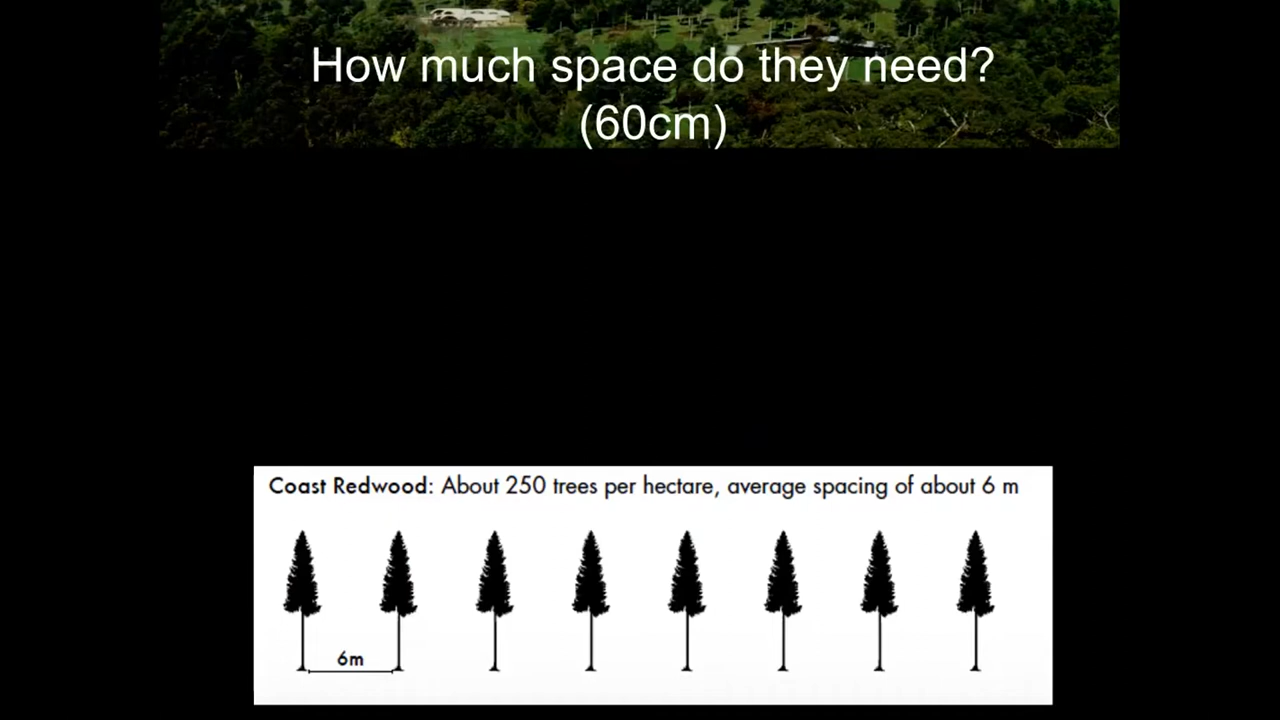 How much space do they need?
(60cm)
Coast Redwood: About 250 trees per hectare, average spacing of about 6 m
6m